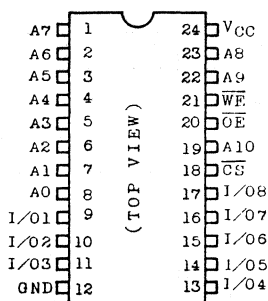 A7 1 24 VCC
A6 2 23 A8
A5 3 22 A9
A4 4 21 WE
A3 5 20 OE
A2 6 19 A10
A1 7 18 CS
A0 8 17 I/O8
I/O1 9 16 I/O7
I/O2 10 15 I/O6
I/O3 11 14 I/O5
GND 12 13 I/O4
(TOP VIEW)